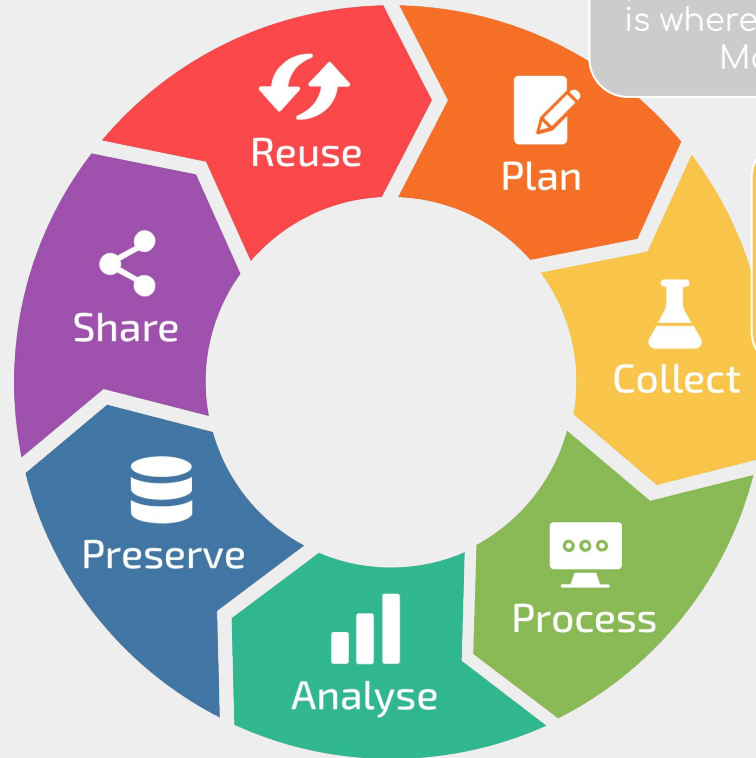 is where
Reuse
Plan
Share
Collect
Preserve
Process
Analyse